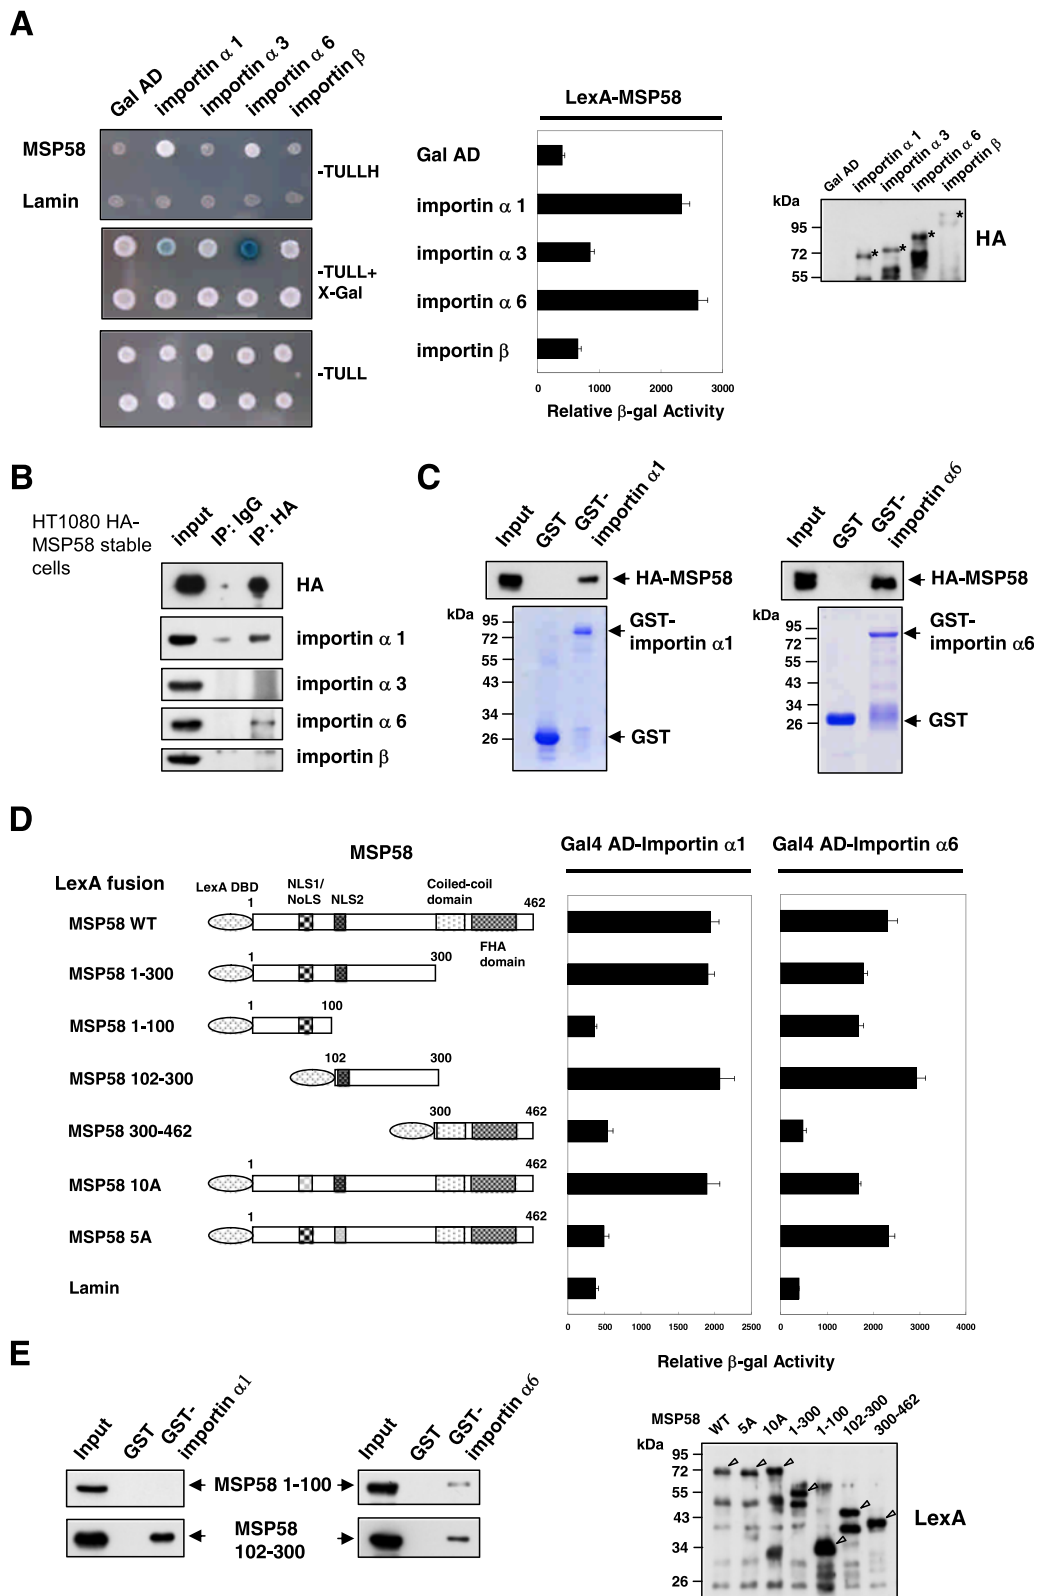 A
Gal AD
importin α 1
importin α 3
importin α 6
importin β
MSP58
Lamin
-TULLH
-TULL+
X-Gal
-TULL
LexA-MSP58
Gal AD
importin α 1
importin α 3
importin α 6
importin β
0 1000 2000 3000
Relative β-gal Activity
Gal AD
importin α 1
importin α 3
importin α 6
importin β
kDa
95
72
55
*
*
*
*
HA
B
HT1080 HA-
MSP58 stable
cells
input
IP: IgG
IP: HA
HA
importin α 1
importin α 3
importin α 6
importin β
C
Input
GST
GST-
importin α1
HA-MSP58
kDa
95
72
55
43
34
26
GST-
importin α1
GST
Input
GST
GST-
importin α6
HA-MSP58
kDa
95
72
55
43
34
26
GST-
importin α6
GST
D
MSP58
Gal4 AD-Importin α1
Gal4 AD-Importin α6
LexA fusion
LexA DBD
NLS1/
NoLS
NLS2
Coiled-coil
domain
MSP58 WT
1
462
FHA
domain
MSP58 1-300
1
300
MSP58 1-100
1
100
MSP58 102-300
102
300
MSP58 300-462
300
462
MSP58 10A
1
462
MSP58 5A
1
462
Lamin
0 500 1000 1500 2000 2500
0 1000 2000 3000 4000
Relative β-gal Activity
E
Input
GST
GST-
importin α1
Input
GST
GST-
importin α6
MSP58 1-100
MSP58
102-300
MSP58
WT
5A
10A
1-300
1-100
102-300
300-462
kDa
95
72
55
43
34
26
LexA